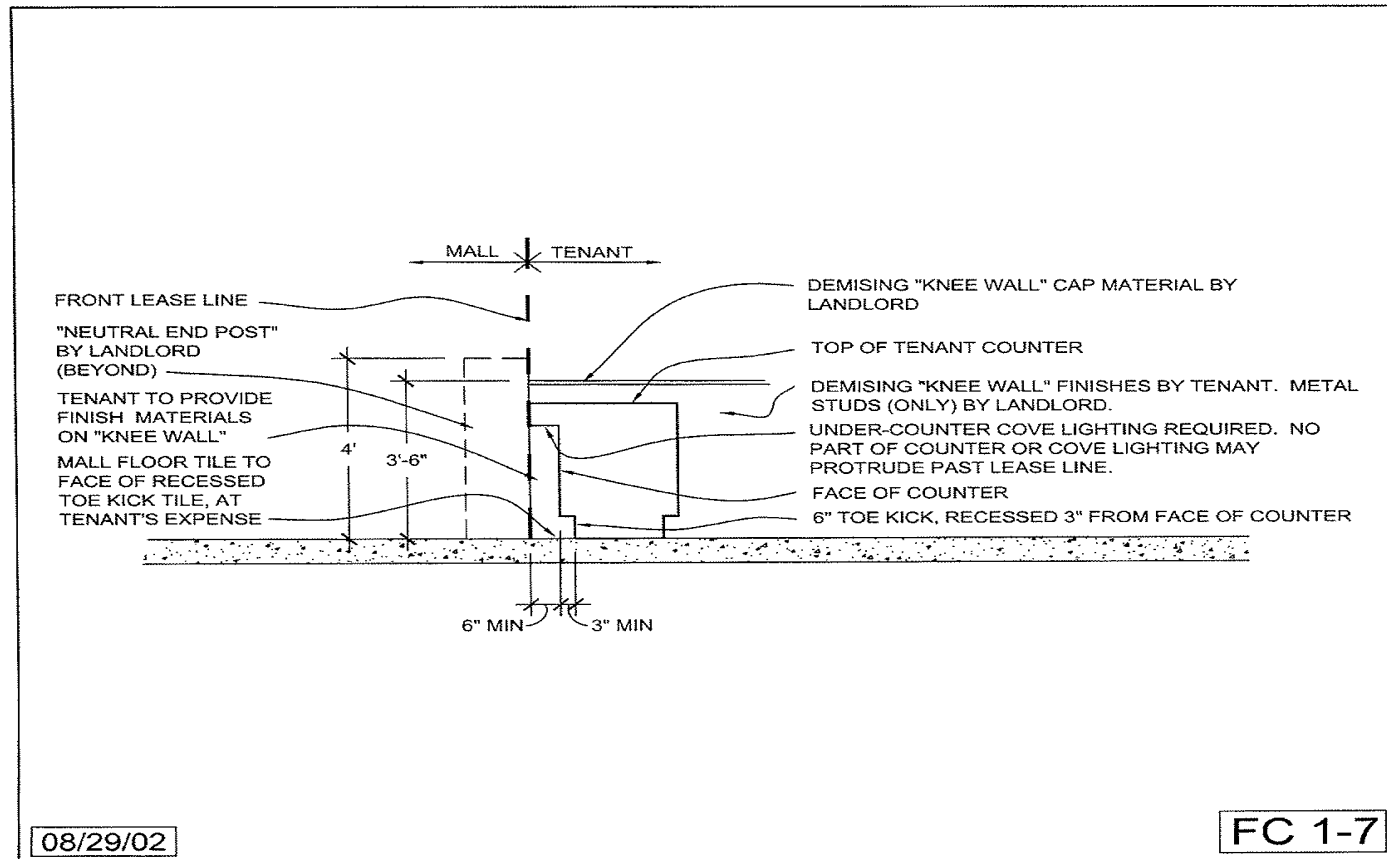 MALL
TENANT
FRONT LEASE LINE
"NEUTRAL END POST"
BY LANDLORD
(BEYOND)
TENANT TO PROVIDE
FINISH MATERIALS
ON "KNEE WALL"
MALL FLOOR TILE TO
FACE OF RECESSED
TOE KICK TILE, AT
TENANT'S EXPENSE
4'
3'-6"
DEMISING "KNEE WALL" CAP MATERIAL BY
LANDLORD
TOP OF TENANT COUNTER
DEMISING "KNEE WALL" FINISHES BY TENANT. METAL
STUDS (ONLY) BY LANDLORD.
UNDER-COUNTER COVE LIGHTING REQUIRED. NO
PART OF COUNTER OR COVE LIGHTING MAY
PROTRUDE PAST LEASE LINE.
FACE OF COUNTER
6" TOE KICK, RECESSED 3" FROM FACE OF COUNTER
6" MIN
3" MIN
08/29/02
FC 1-7